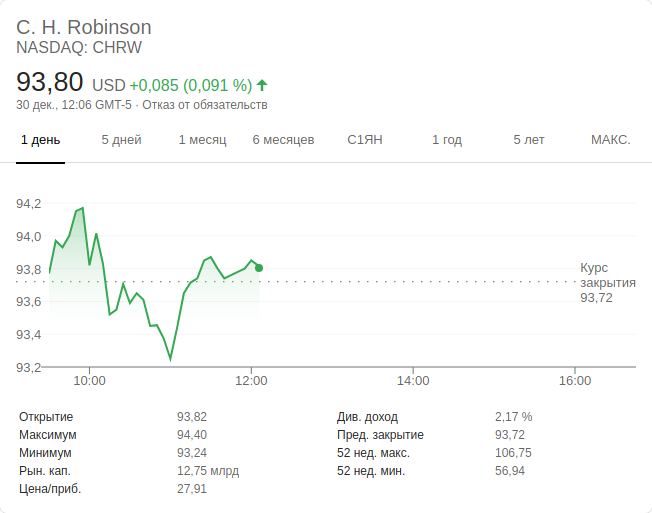 C. H. Robinson
NASDAQ: CHRW
93,80 USD +0,085 (0,091 %)
30 дек., 12:06 GMT-5 · Отказ от обязательств
1 день 5 дней 1 месяц 6 месяцев С1ЯН 1 год 5 лет МАКС.
94,2
94,0
93,8
93,6
93,4
93,2
Курс
закрытия
93,72
10:00 12:00 14:00 16:00
Открытие 93,82 Див. доход 2,17 %
Максимум 94,40 Пред. закрытие 93,72
Минимум 93,24 52 нед. макс. 106,75
Рын. кап. 12,75 млрд 52 нед. мин. 56,94
Цена/приб. 27,91